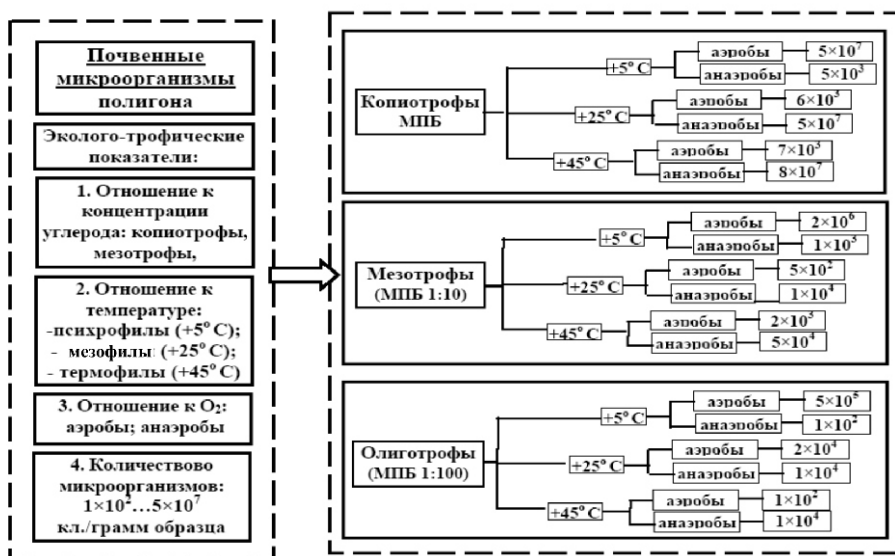 Почвенные
микроорганизмы
полигона
Эколого-трофические
показатели:
1. Отношение к
концентрации
углерода: копиотрофы,
мезотрофы,
2. Отношение к
температуре:
-психрофилы (+5° С);
- мезофилы: (+25° С);
- термофилы (+45° С)
3. Отношение к О₂:
аэробы; анаэробы
4. Количествово
микроорганизмов:
1×10²…5×10⁷
кл./грамм образца
Копиотрофы
МПБ
+5° С
аэробы 5×10⁷
анаэробы 5×10³
+25° С
аэробы 6×10⁵
анаэробы 5×10⁷
+45° С
аэробы 7×10³
анаэробы 8×10⁷
Мезотрофы
(МПБ 1:10)
+5° С
аэробы 2×10⁶
анаэробы 1×10⁵
+25° С
аэробы 5×10²
анаэробы 1×10⁴
+45° С
аэробы 2×10⁵
анаэробы 5×10⁴
Олиготрофы
(МПБ 1:100)
+5° С
аэробы 5×10⁵
анаэробы 1×10²
+25° С
аэробы 2×10⁴
анаэробы 1×10⁴
+45° С
аэробы 1×10²
анаэробы 1×10⁴